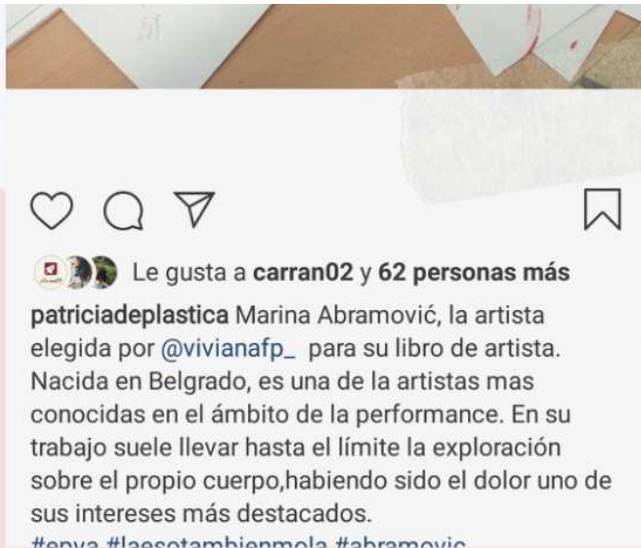 Le gusta a carran02 y 62 personas más
patriciadeplastica Marina Abramović, la artista
elegida por @vivianafp_ para su libro de artista.
Nacida en Belgrado, es una de la artistas mas
conocidas en el ámbito de la performance. En su
trabajo suele llevar hasta el límite la exploración
sobre el propio cuerpo,habiendo sido el dolor uno de
sus intereses más destacados.
#epva #laesotambienmola #abramovic